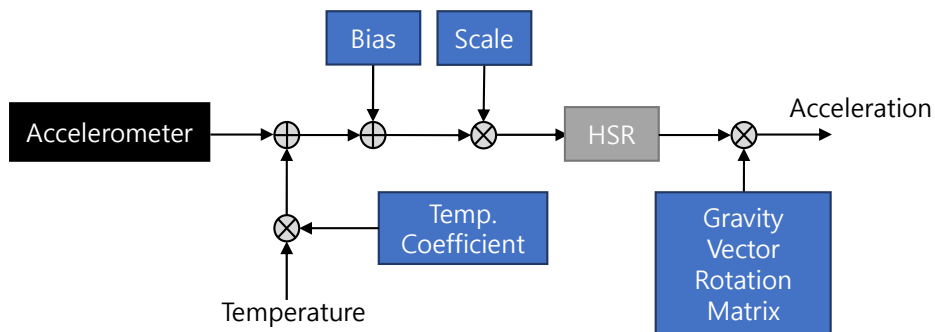 Bias
Scale
Acceleration
Accelerometer
HSR
Temp.
Coefficient
Gravity
Vector
Rotation
Matrix
Temperature